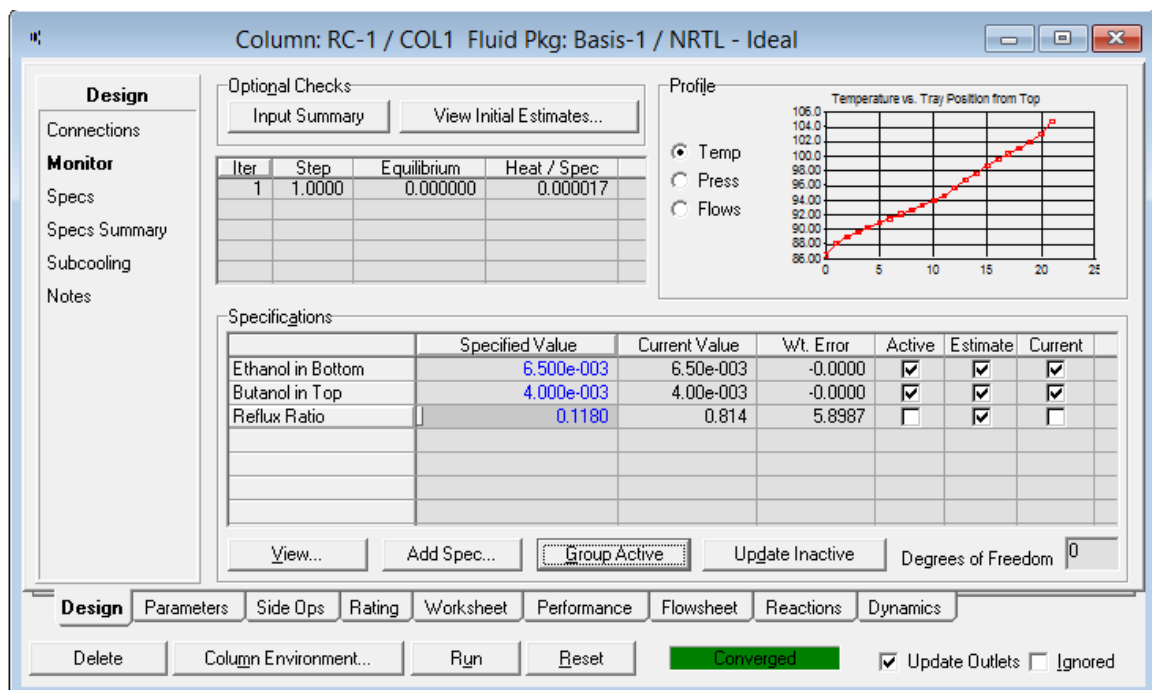 Column: RC-1 / COL1 Fluid Pkg: Basis-1 / NRTL - Ideal
Design
Connections
Monitor
Specs
Specs Summary
Subcooling
Notes
Optional Checks
Input Summary
View Initial Estimates...
Iter Step Equilibrium Heat / Spec
1 1.0000 0.000000 0.000017
Profile
Temp
Press
Flows
Temperature vs. Tray Position from Top
106.0
104.0
102.0
100.0
98.00
96.00
94.00
92.00
90.00
88.00
86.00
0 5 10 15 20 25
Specifications
Specified Value Current Value Wt. Error Active Estimate Current
Ethanol in Bottom 6.500e-003 6.50e-003 -0.0000
Butanol in Top 4.000e-003 4.00e-003 -0.0000
Reflux Ratio 0.1180 0.814 5.8987
View... Add Spec... Group Active Update Inactive Degrees of Freedom 0
Design Parameters Side Ops Rating Worksheet Performance Flowsheet Reactions Dynamics
Delete Column Environment... Run Reset Converged Update Outlets Ignored